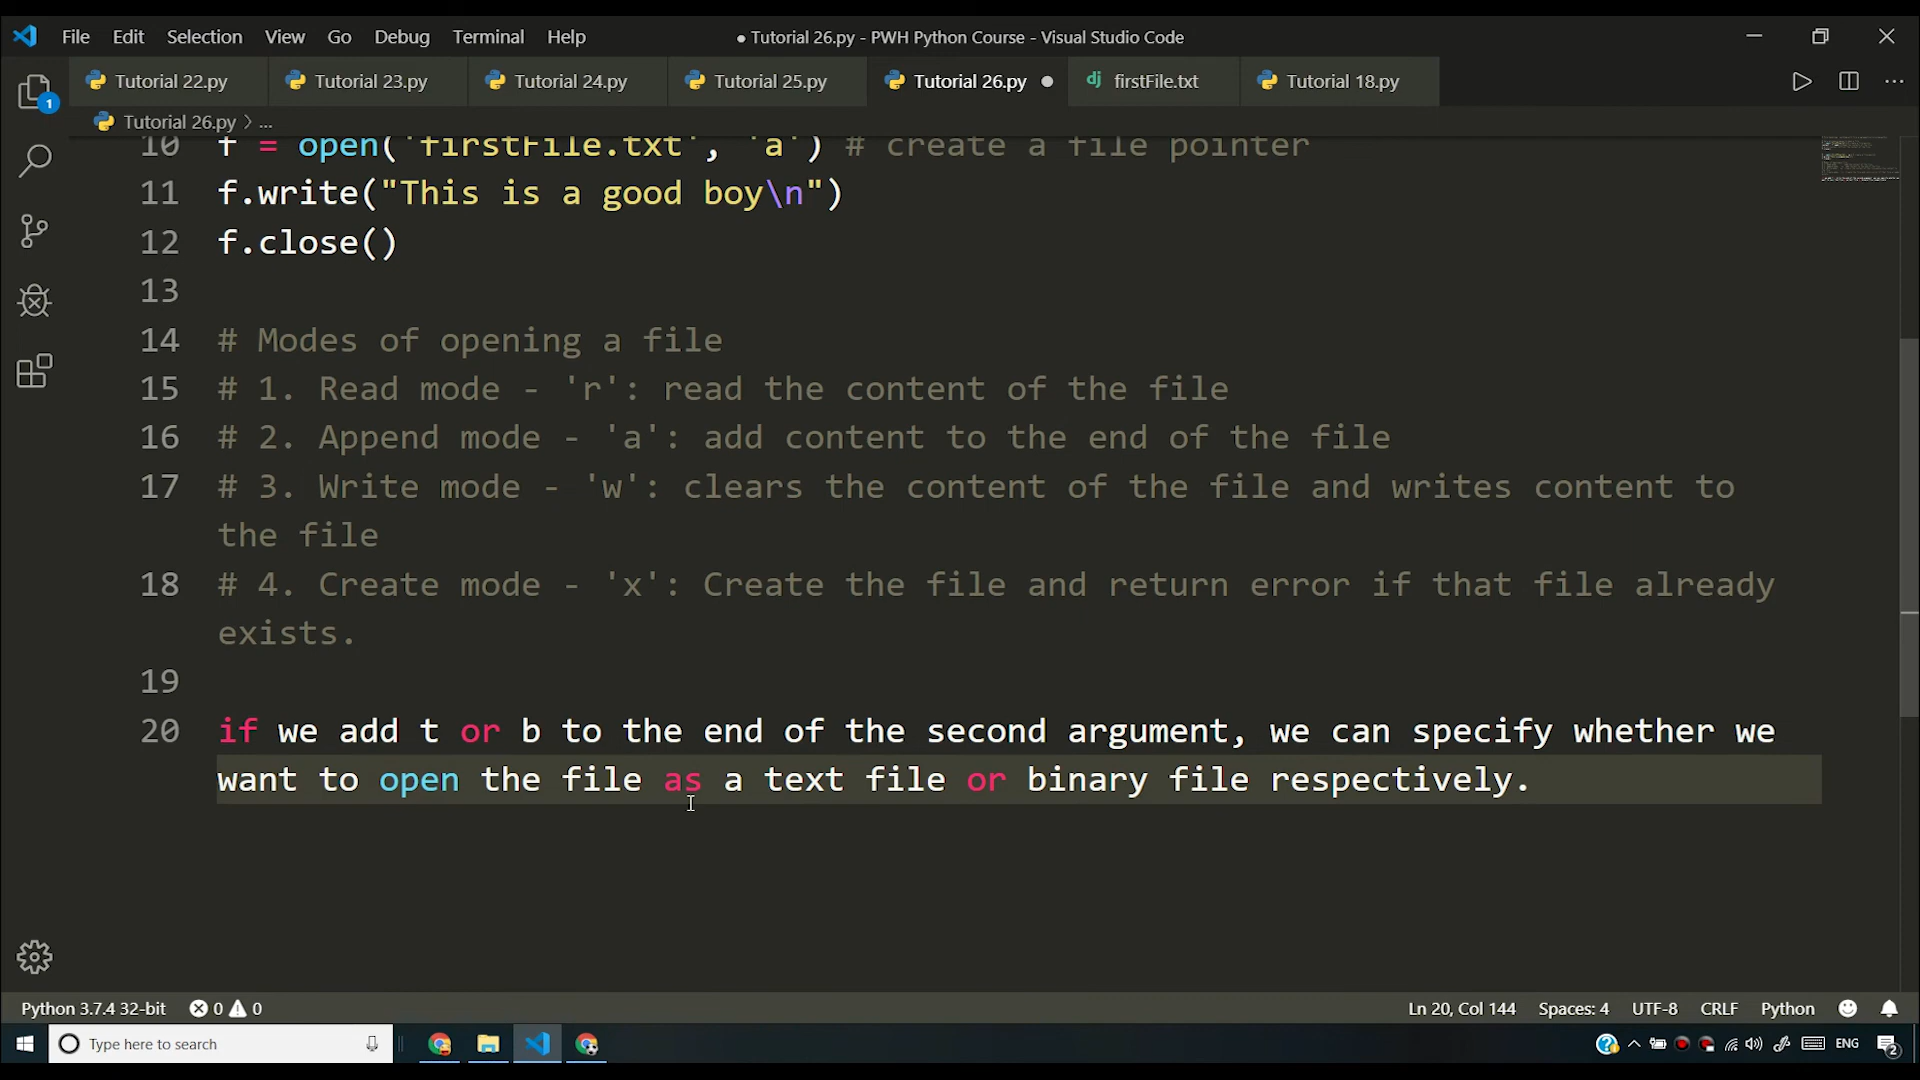 File Edit Selection View Go Debug Terminal Help ● Tutorial 26.py - PWH Python Course - Visual Studio Code
Tutorial 22.py Tutorial 23.py Tutorial 24.py Tutorial 25.py Tutorial 26.py ● dj firstFile.txt Tutorial 18.py
1
Tutorial 26.py > ...
10 f = open('firstFile.txt', 'a') # create a file pointer
11 f.write("This is a good boy\n")
12 f.close()
13
14 # Modes of opening a file
15 # 1. Read mode - 'r': read the content of the file
16 # 2. Append mode - 'a': add content to the end of the file
17 # 3. Write mode - 'w': clears the content of the file and writes content to
the file
18 # 4. Create mode - 'x': Create the file and return error if that file already
exists.
19
20 if we add t or b to the end of the second argument, we can specify whether we
want to open the file as a text file or binary file respectively.
Python 3.7.4 32-bit 0 0 Ln 20, Col 144 Spaces: 4 UTF-8 CRLF Python
Type here to search ENG 2